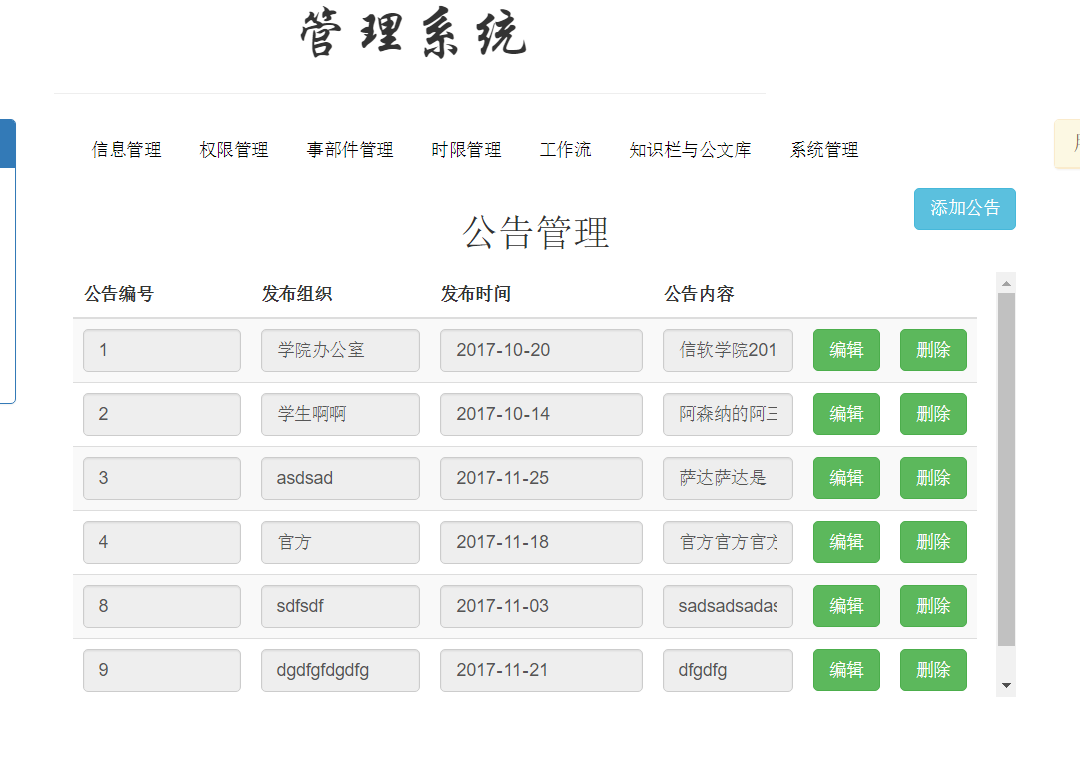 管理系统
信息管理 权限管理 事部件管理 时限管理 工作流 知识栏与公文库 系统管理
添加公告
公告管理
公告编号 发布组织 发布时间 公告内容
1 学院办公室 2017-10-20 信软学院201 编辑 删除
2 学生啊啊 2017-10-14 阿森纳的阿三 编辑 删除
3 asdsad 2017-11-25 萨达萨达是 编辑 删除
4 官方 2017-11-18 官方官方官方 编辑 删除
8 sdfsdf 2017-11-03 sadsadsadas 编辑 删除
9 dgdfgfdgdfg 2017-11-21 dfgdfg 编辑 删除